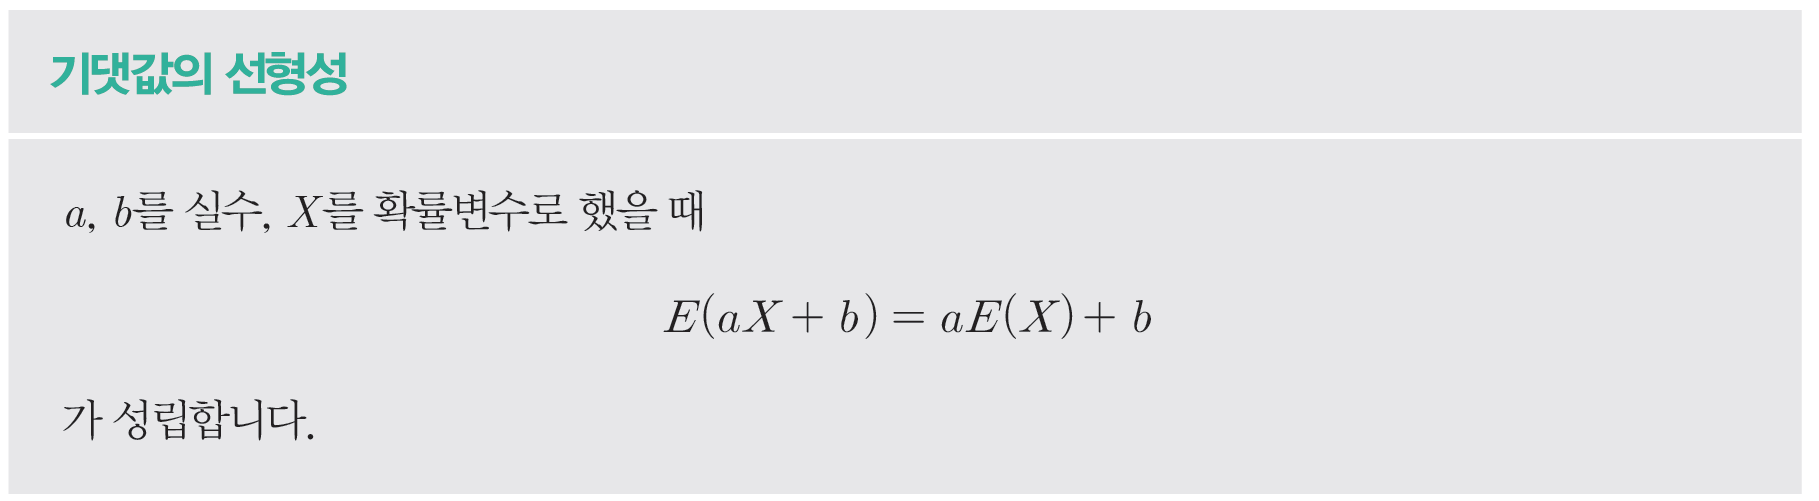 기댓값의 선형성
a, b를 실수, X를 확률변수로 했을 때
E(aX + b) = aE(X) + b
가 성립합니다.